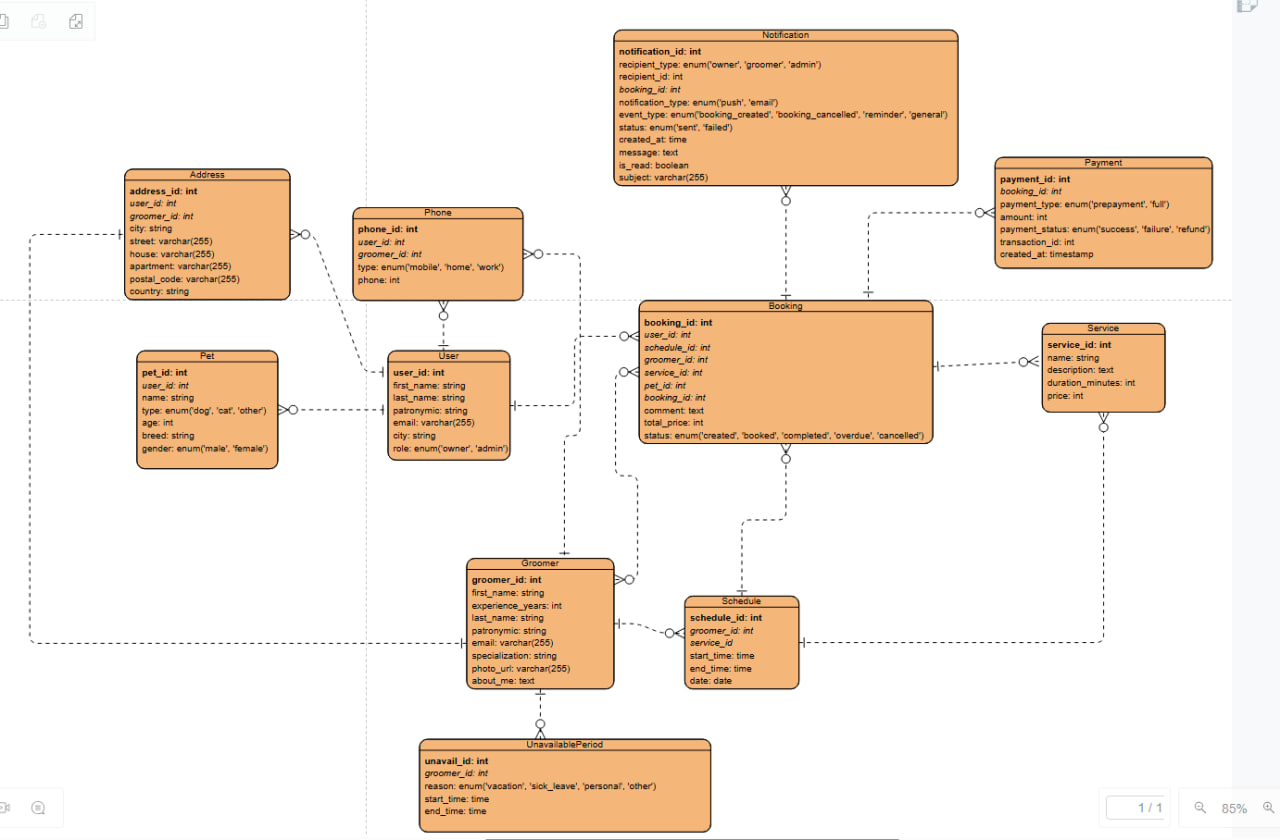 Notification
notification_id: int
recipient_type: enum('owner', 'groomer', 'admin')
recipient_id: int
booking_id: int
notification_type: enum('push', 'email')
event_type: enum('booking_created', 'booking_cancelled', 'reminder', 'general')
status: enum('sent', 'failed')
created_at: time
message: text
is_read: boolean
subject: varchar(255)
Payment
payment_id: int
booking_id: int
payment_type: enum('prepayment', 'full')
amount: int
payment_status: enum('success', 'failure', 'refund')
transaction_id: int
created_at: timestamp
Address
address_id: int
user_id: int
groomer_id: int
city: string
street: varchar(255)
house: varchar(255)
apartment: varchar(255)
postal_code: varchar(255)
country: string
Phone
phone_id: int
user_id: int
groomer_id: int
type: enum('mobile', 'home', 'work')
phone: int
Booking
booking_id: int
user_id: int
schedule_id: int
groomer_id: int
service_id: int
pet_id: int
booking_id: int
comment: text
total_price: int
status: enum('created', 'booked', 'completed', 'overdue', 'cancelled')
Service
service_id: int
name: string
description: text
duration_minutes: int
price: int
Pet
pet_id: int
user_id: int
name: string
type: enum('dog', 'cat', 'other')
age: int
breed: string
gender: enum('male', 'female')
User
user_id: int
first_name: string
last_name: string
patronymic: string
email: varchar(255)
city: string
role: enum('owner', 'admin')
Groomer
groomer_id: int
first_name: string
experience_years: int
last_name: string
patronymic: string
email: varchar(255)
specialization: string
photo_url: varchar(255)
about_me: text
Schedule
schedule_id: int
groomer_id: int
service_id
start_time: time
end_time: time
date: date
UnavailablePeriod
unavail_id: int
groomer_id: int
reason: enum('vacation', 'sick_leave', 'personal', 'other')
start_time: time
end_time: time
1 / 1
85%